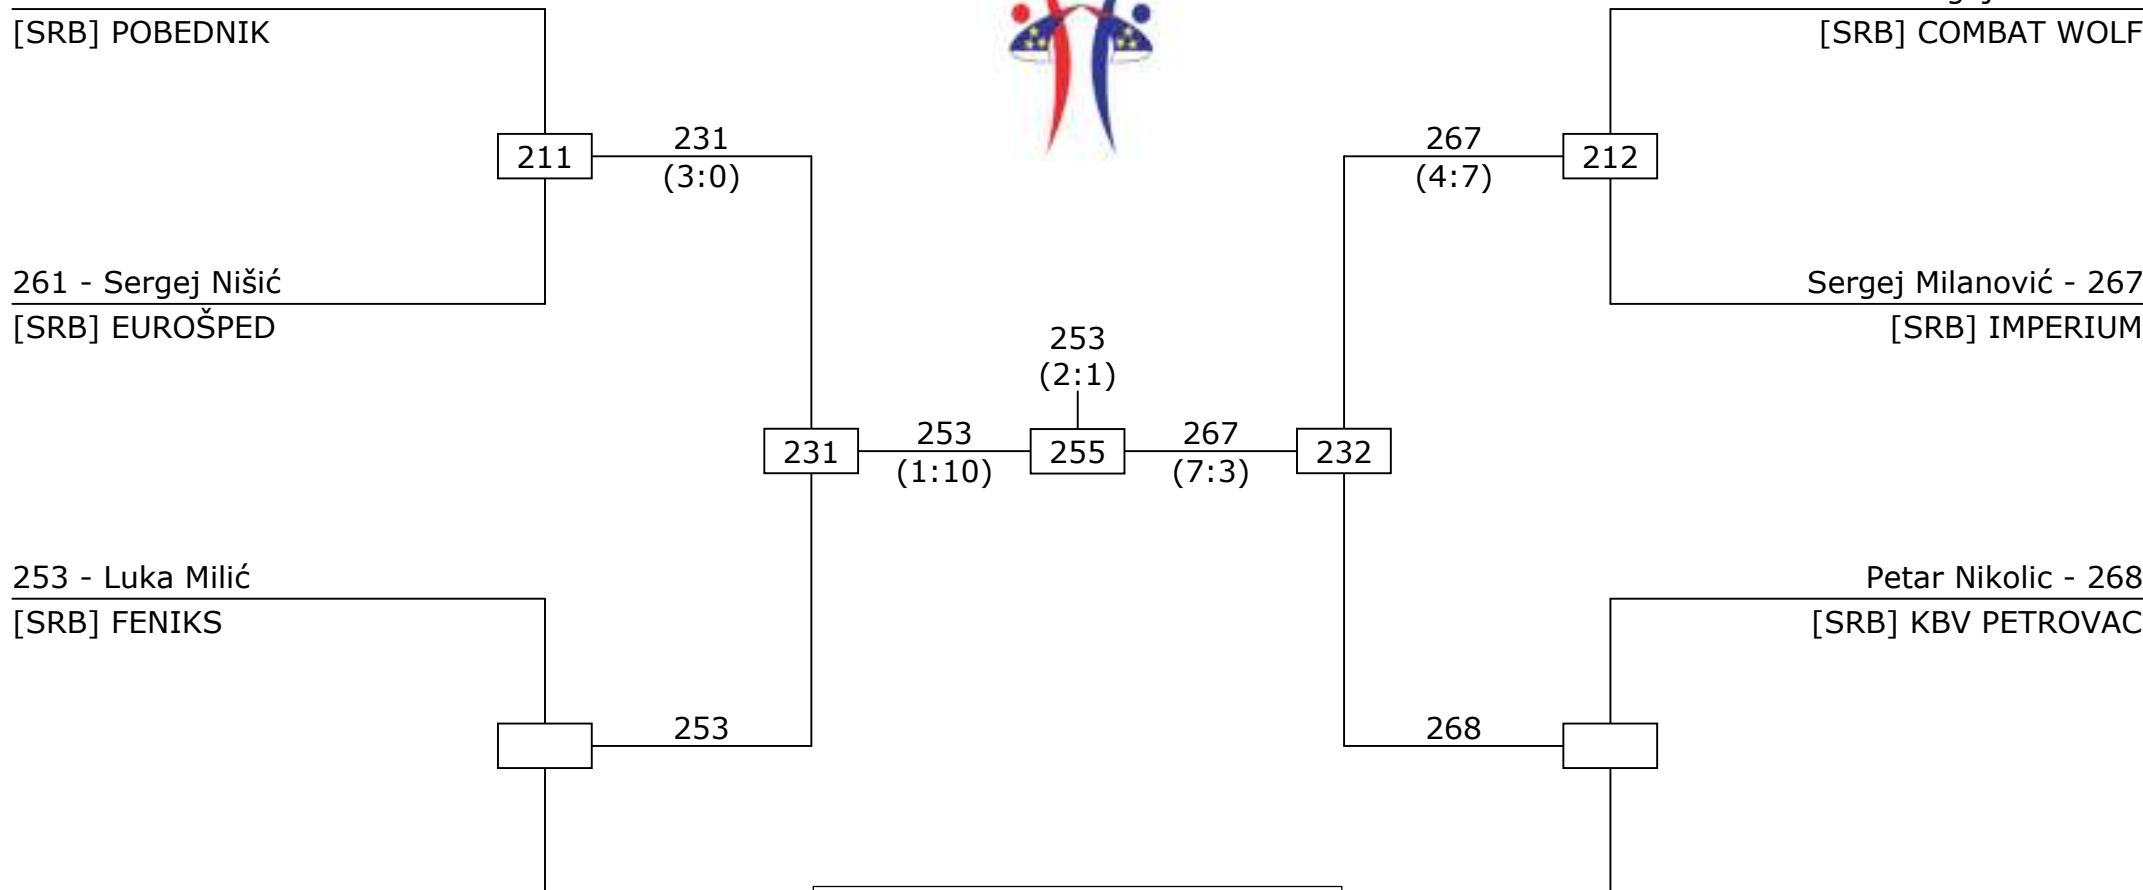 [SRB] POBEDNIK
[SRB] COMBAT WOLF
211
231
(3:0)
267
(4:7)
212
261 - Sergej Nišić
[SRB] EUROŠPED
Sergej Milanović - 267
[SRB] IMPERIUM
253
(2:1)
231
253
(1:10)
255
267
(7:3)
232
253 - Luka Milić
[SRB] FENIKS
Petar Nikolic - 268
[SRB] KBV PETROVAC
253
268